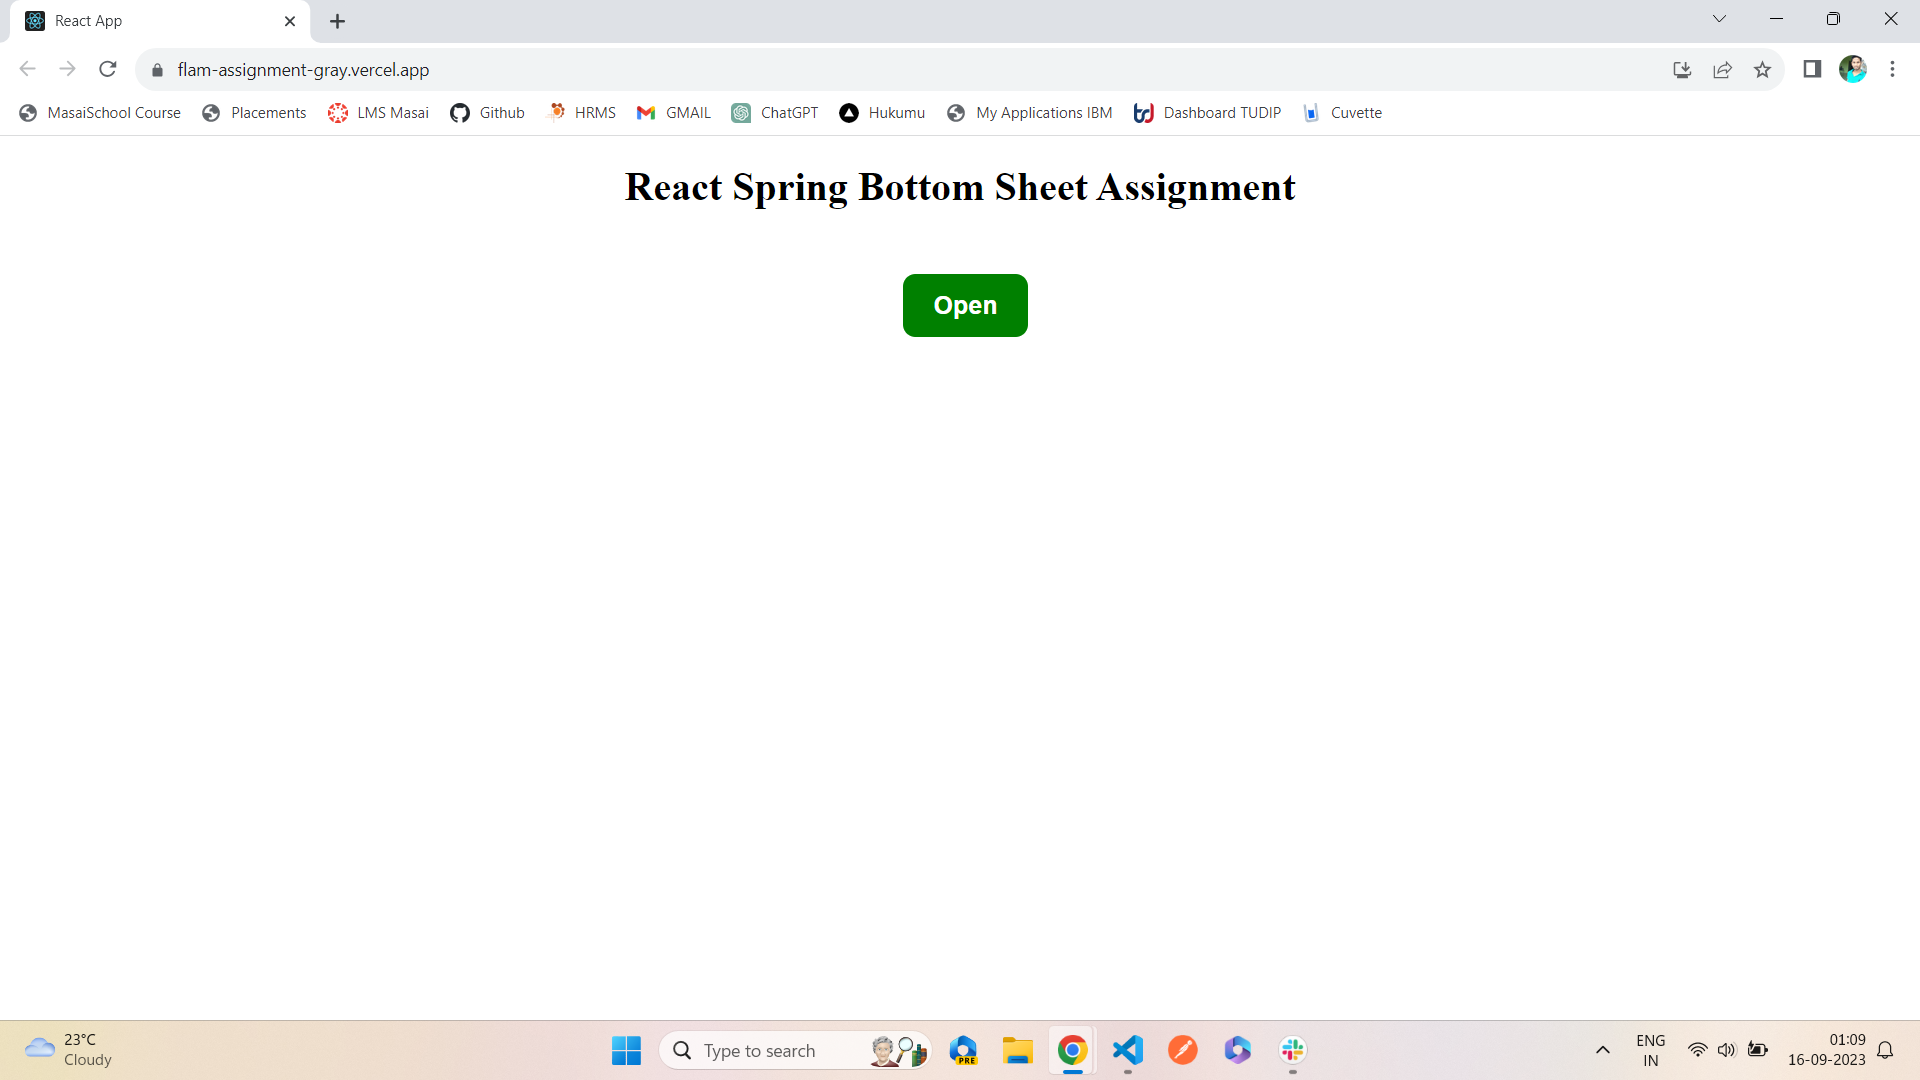 React App
flam-assignment-gray.vercel.app
MasaiSchool Course Placements LMS Masai Github HRMS GMAIL ChatGPT Hukumu My Applications IBM Dashboard TUDIP Cuvette
React Spring Bottom Sheet Assignment
Open
23°C
Cloudy
Type to search
PRE
ENG
IN
01:09
16-09-2023